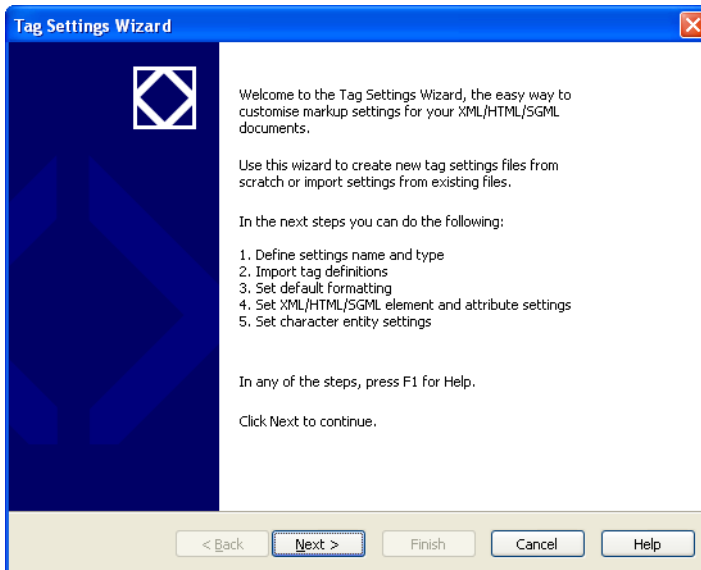 Tag Settings Wizard
Welcome to the Tag Settings Wizard, the easy way to
customise markup settings for your XML/HTML/SGML
documents.
Use this wizard to create new tag settings files from
scratch or import settings from existing files.
In the next steps you can do the following:
1. Define settings name and type
2. Import tag definitions
3. Set default formatting
4. Set XML/HTML/SGML element and attribute settings
5. Set character entity settings
In any of the steps, press F1 for Help.
Click Next to continue.
< Back Next > Finish Cancel Help